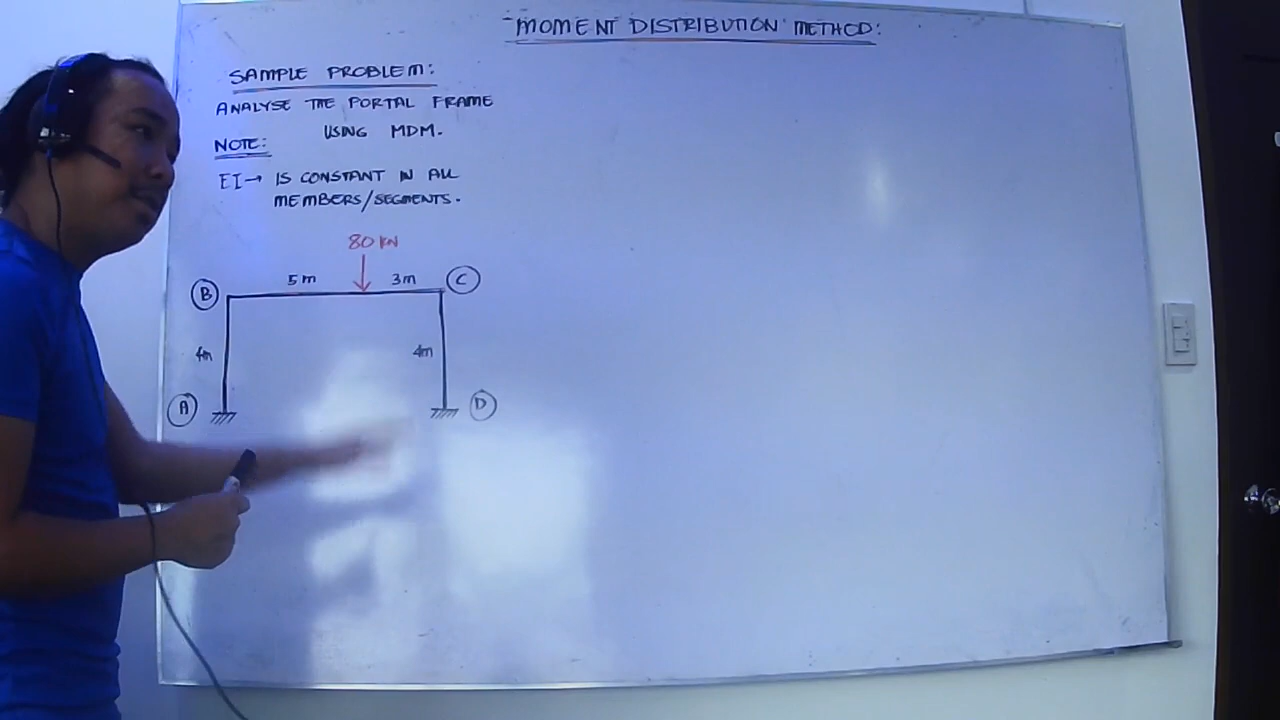 MOMENT DISTRIBUTION METHOD:
SAMPLE PROBLEM:
ANALYSE THE PORTAL FRAME
USING MDM.
NOTE:
EI→ IS CONSTANT IN ALL
MEMBERS/SEGMENTS.
80 KN
5m 3m
B C
4m 4m
A D